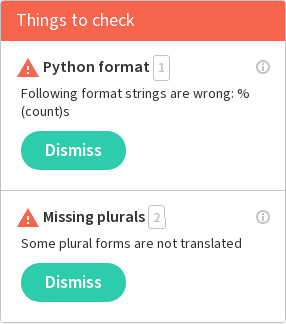 Things to check
Python format 1
Following format strings are wrong: %
(count)s
Dismiss
Missing plurals 2
Some plural forms are not translated
Dismiss